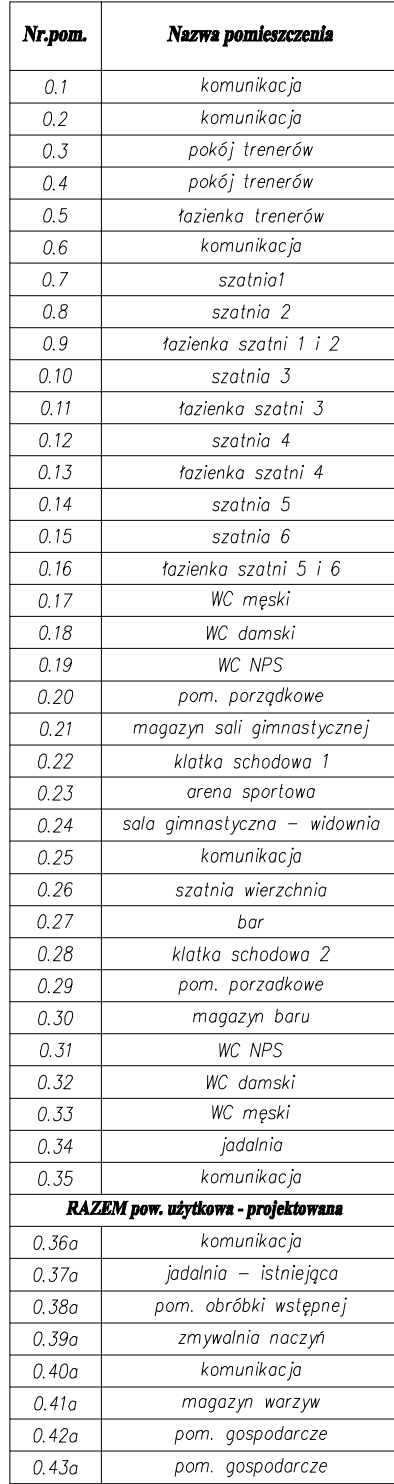 Nr.pom. Nazwa pomieszczenia
0.1 komunikacja
0.2 komunikacja
0.3 pokój trenerów
0.4 pokój trenerów
0.5 łazienka trenerów
0.6 komunikacja
0.7 szatnia1
0.8 szatnia 2
0.9 łazienka szatni 1 i 2
0.10 szatnia 3
0.11 łazienka szatni 3
0.12 szatnia 4
0.13 łazienka szatni 4
0.14 szatnia 5
0.15 szatnia 6
0.16 łazienka szatni 5 i 6
0.17 WC męski
0.18 WC damski
0.19 WC NPS
0.20 pom. porządkowe
0.21 magazyn sali gimnastycznej
0.22 klatka schodowa 1
0.23 arena sportowa
0.24 sala gimnastyczna – widownia
0.25 komunikacja
0.26 szatnia wierzchnia
0.27 bar
0.28 klatka schodowa 2
0.29 pom. porzadkowe
0.30 magazyn baru
0.31 WC NPS
0.32 WC damski
0.33 WC męski
0.34 jadalnia
0.35 komunikacja
RAZEM pow. użytkowa - projektowana
0.36a komunikacja
0.37a jadalnia – istniejąca
0.38a pom. obróbki wstępnej
0.39a zmywalnia naczyń
0.40a komunikacja
0.41a magazyn warzyw
0.42a pom. gospodarcze
0.43a pom. gospodarcze